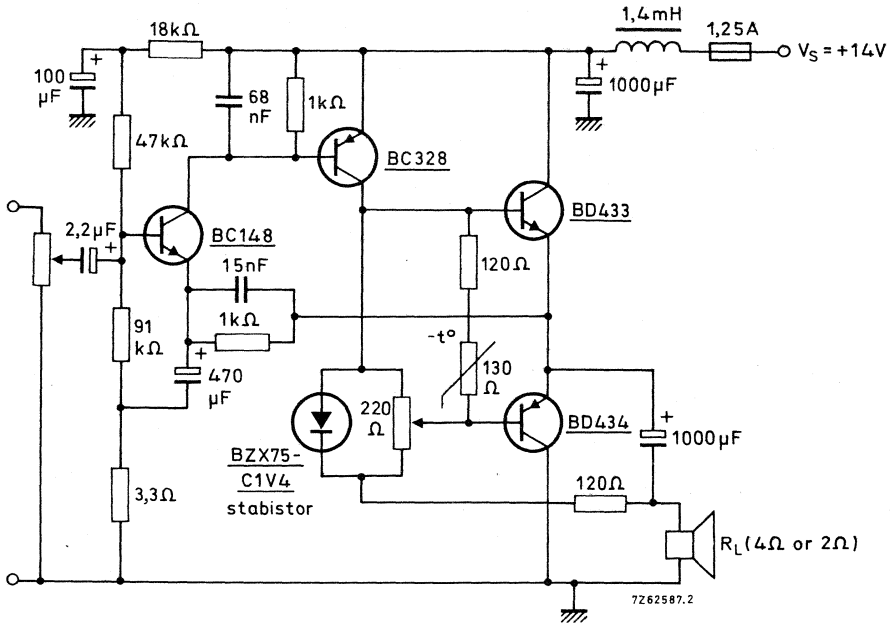 18kΩ
1,4mH
1,25A
V_S = +14V
+
100
µF
68
nF
1kΩ
+
1000µF
47kΩ
BC328
BD433
2,2µF
+
BC148
15nF
120Ω
1kΩ
-t°
+
91
kΩ
470
µF
130
Ω
220
Ω
BD434
+
1000µF
BZX75-
C1V4
stabistor
3,3Ω
120Ω
R_L (4Ω or 2Ω)
7Z62587.2